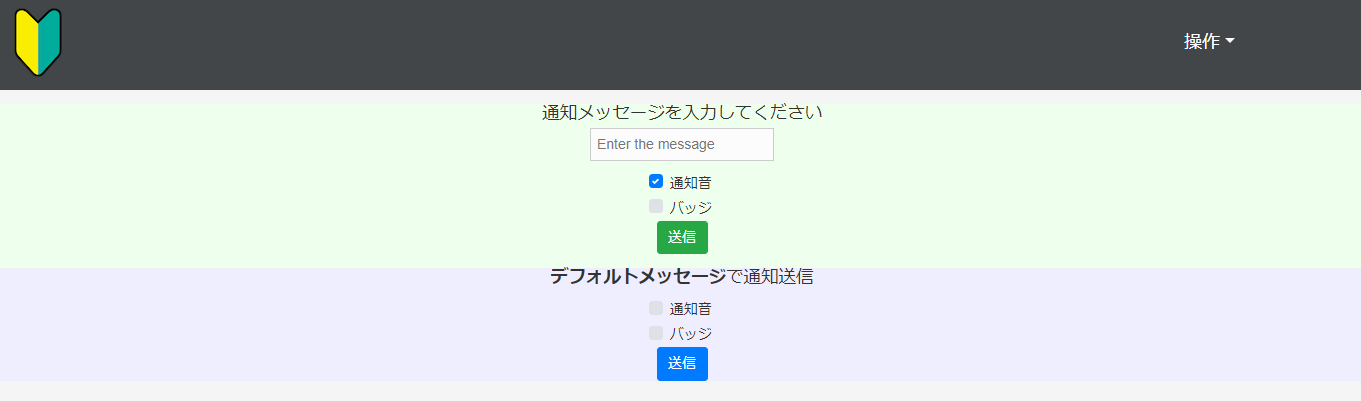 操作
通知メッセージを入力してください
Enter the message
通知音
バッジ
送信
デフォルトメッセージで通知送信
通知音
バッジ
送信